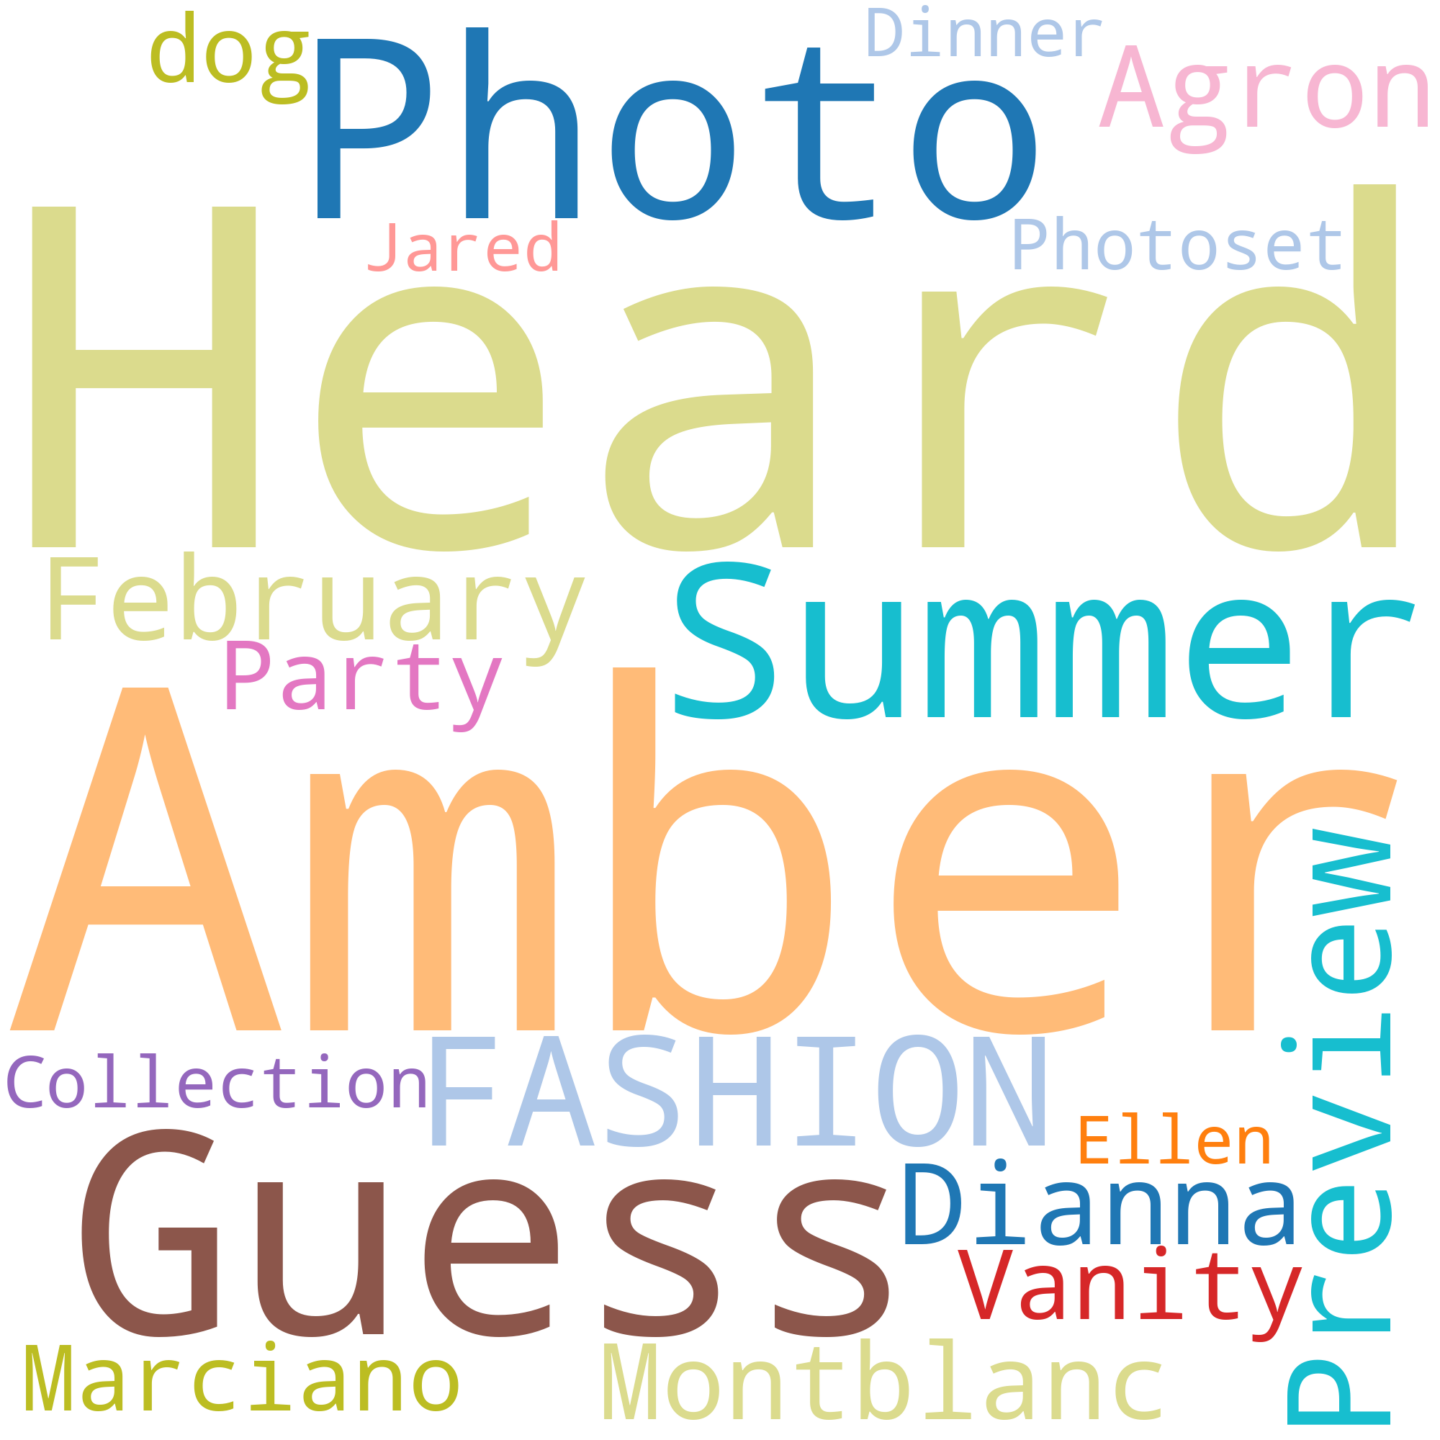 dog
Photo
Dinner
Agron
Jared
Photoset
Heard
February
Summer
Party
Amber
Preview
Collection
FASHION
Guess
Ellen
Dianna
Vanity
Marciano
Montblanc